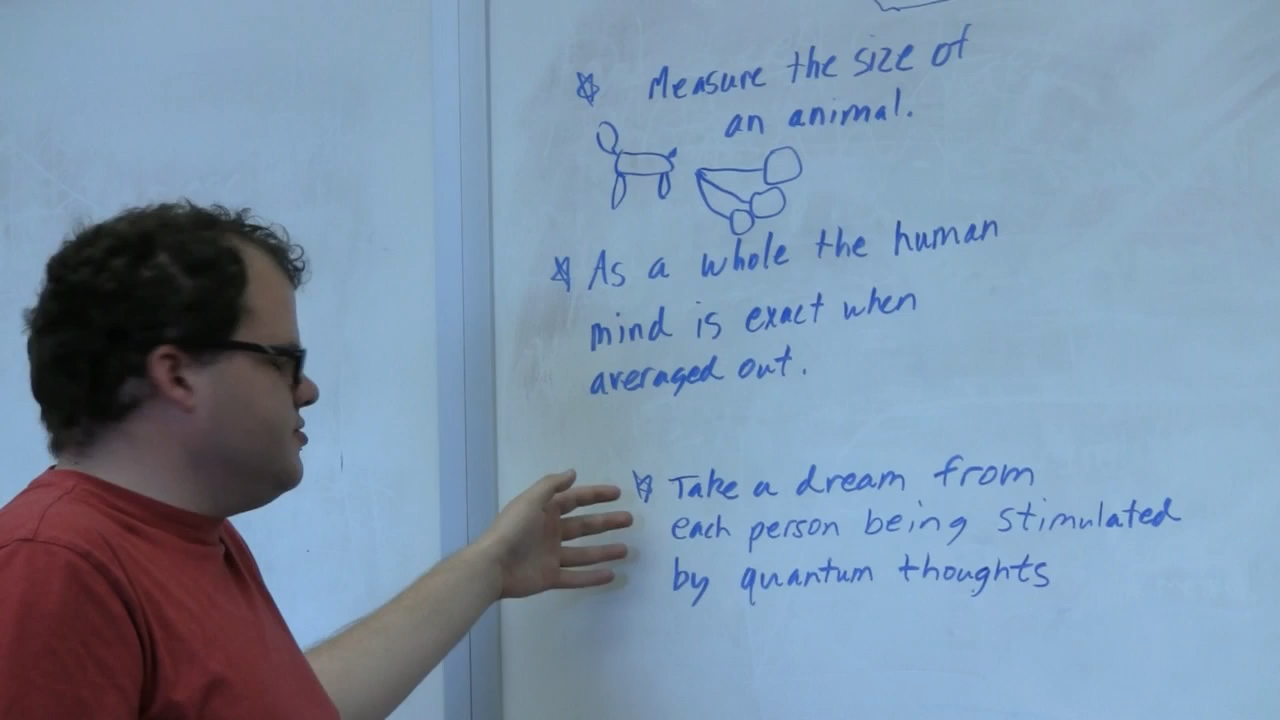 Measure the size of
an animal.
As a whole the human
mind is exact when
averaged out.
Take a dream from
each person being stimulated
by quantum thoughts